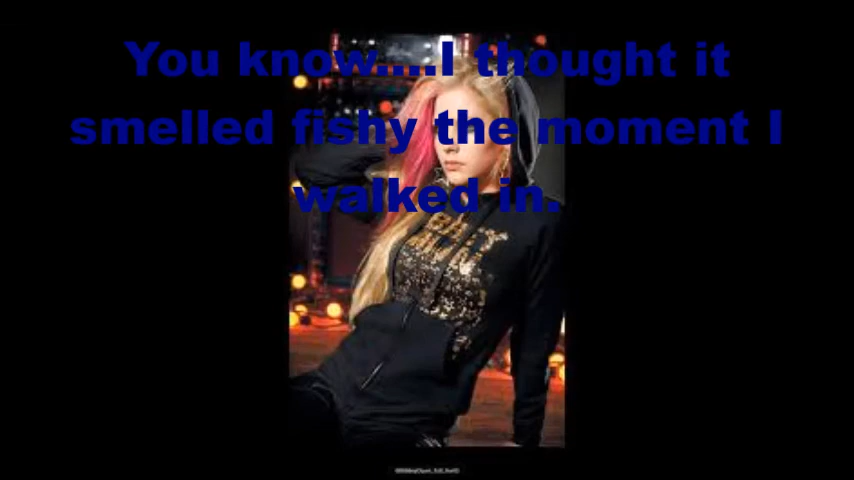 You know....I thought it
smelled fishy the moment I
walked in.